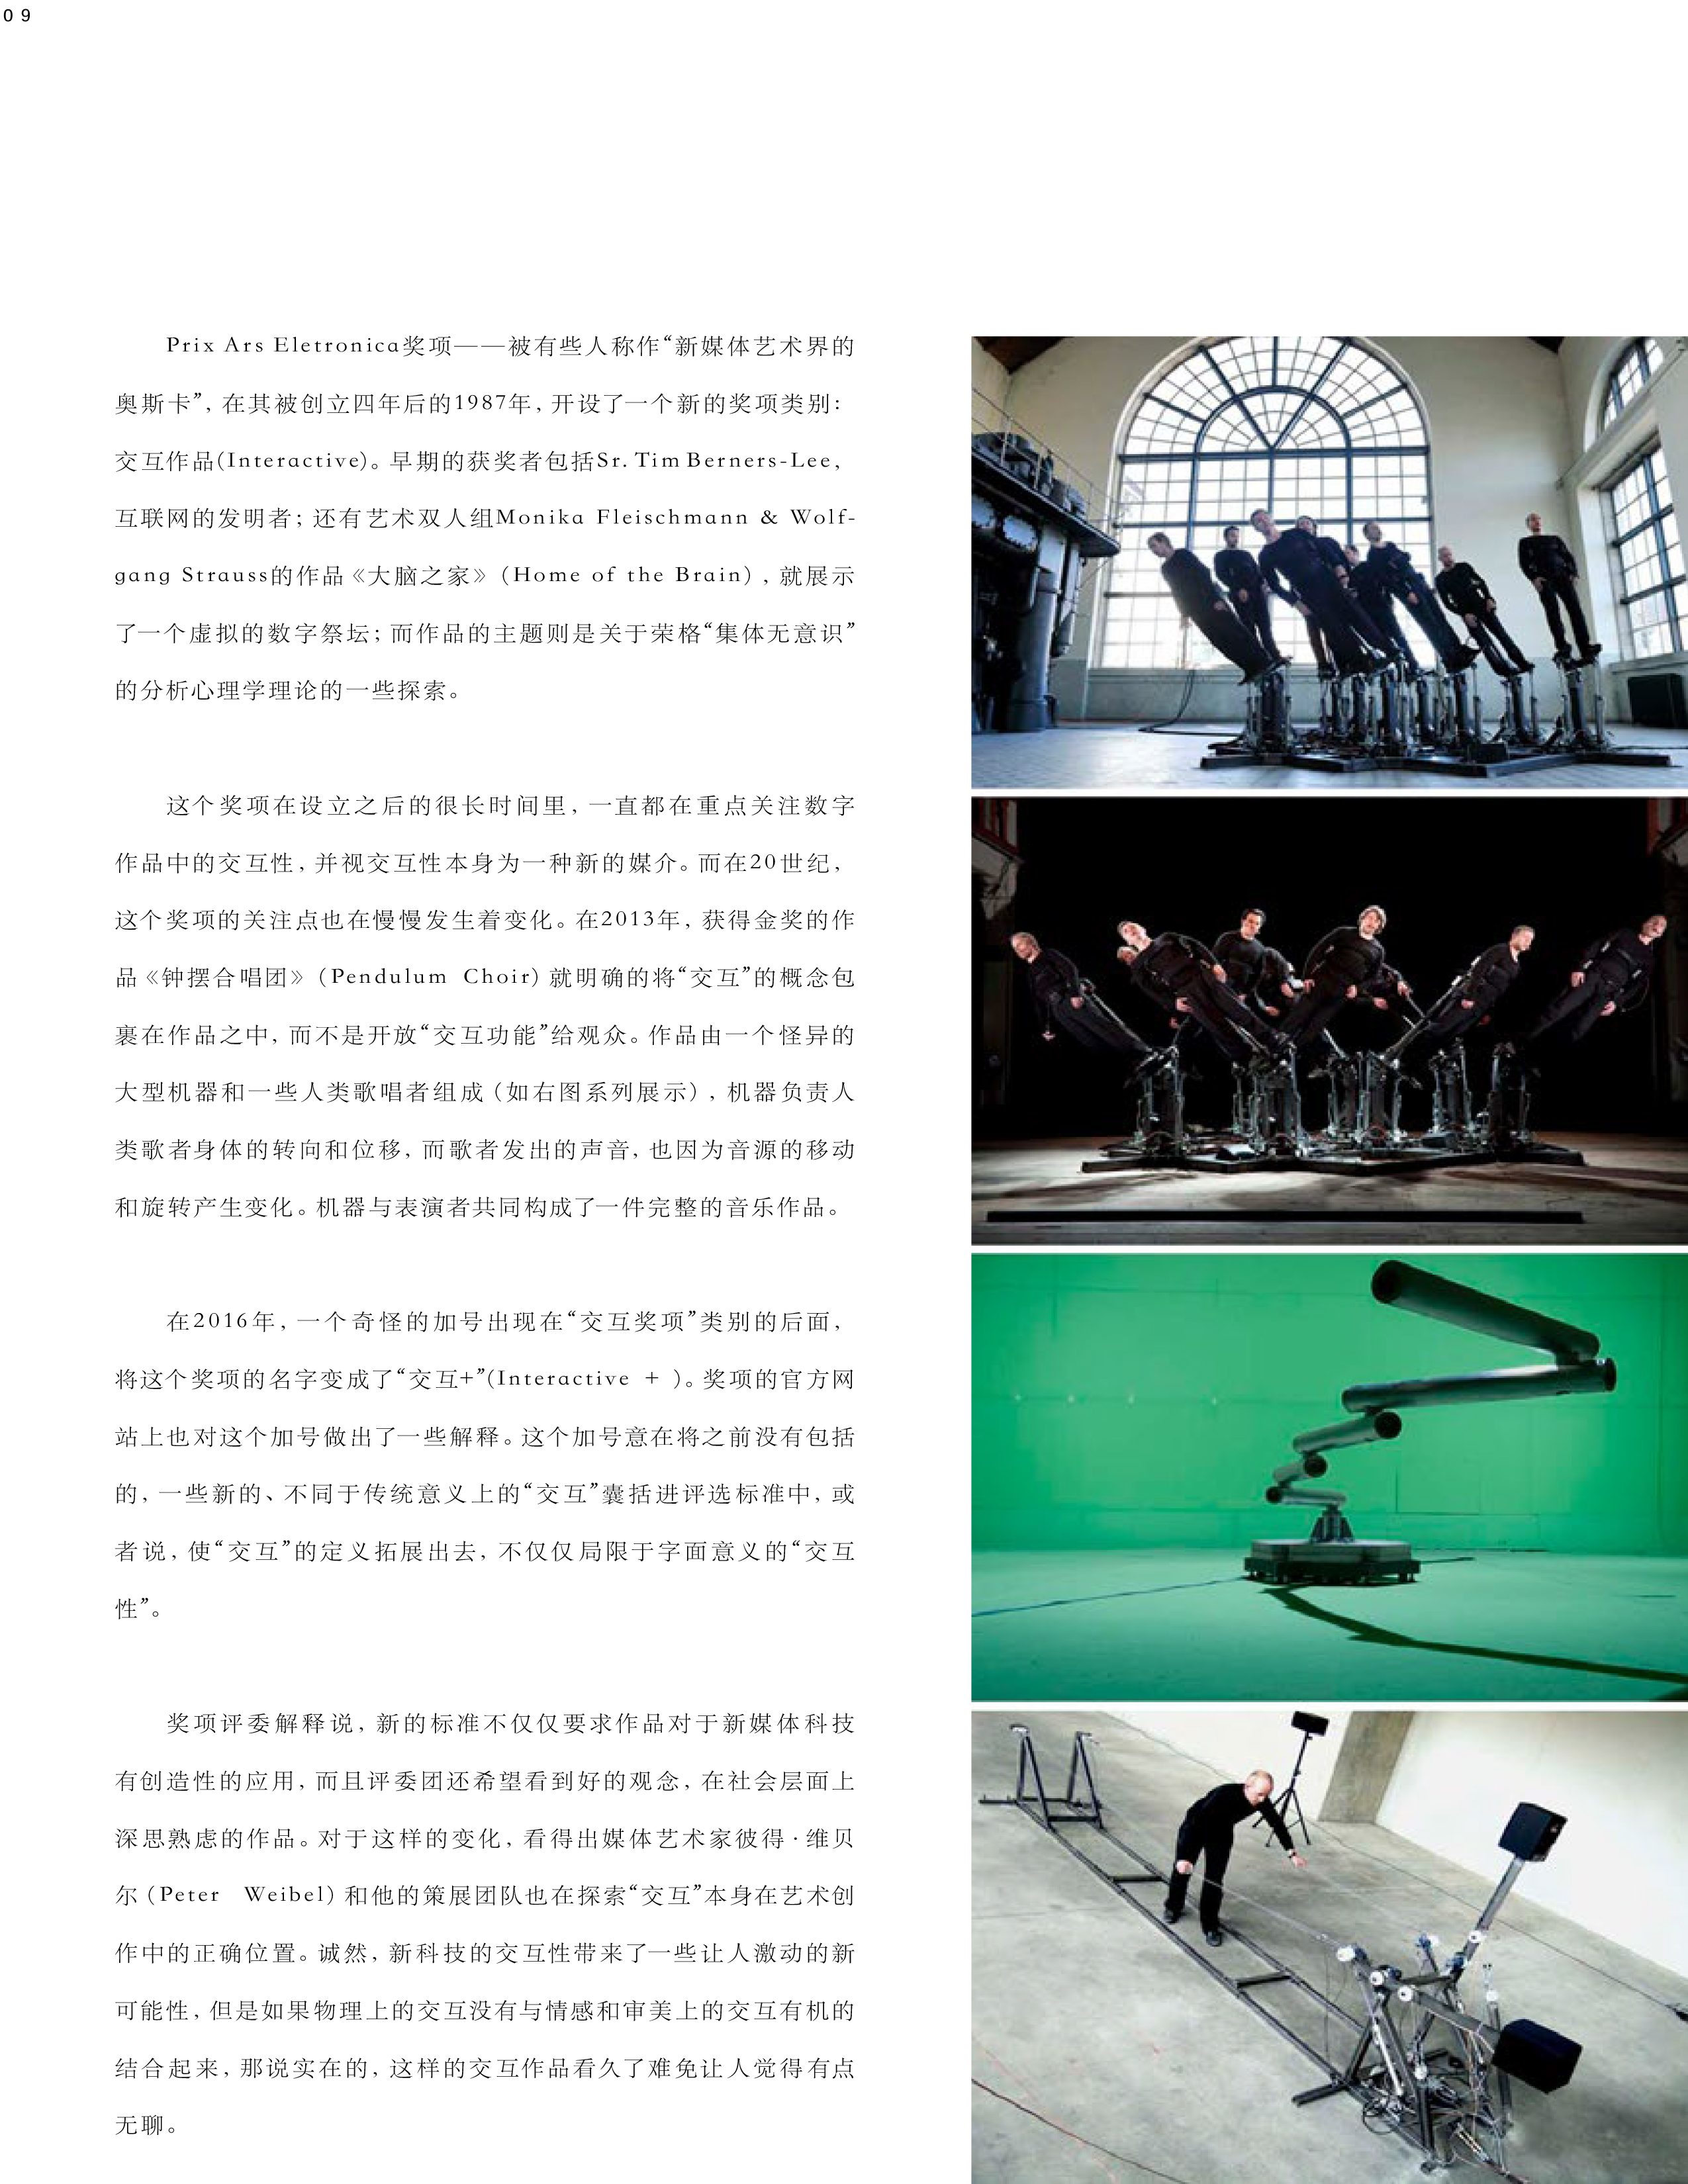 09
Prix Ars Eletronica奖项——被有些人称作“新媒体艺术界的
奥斯卡”,在其被创立四年后的1987年,开设了一个新的奖项类别:
交互作品(Interactive)。早期的获奖者包括Sr. Tim Berners-Lee,
互联网的发明者;还有艺术双人组Monika Fleischmann & Wolf-
gang Strauss的作品《大脑之家》(Home of the Brain),就展示
了一个虚拟的数字祭坛;而作品的主题则是关于荣格“集体无意识”
的分析心理学理论的一些探索。
这个奖项在设立之后的很长时间里,一直都在重点关注数字
作品中的交互性,并视交互性本身为一种新的媒介。而在20世纪,
这个奖项的关注点也在慢慢发生着变化。在2013年,获得金奖的作
品《钟摆合唱团》(Pendulum Choir)就明确的将“交互”的概念包
裹在作品之中,而不是开放“交互功能”给观众。作品由一个怪异的
大型机器和一些人类歌唱者组成(如右图系列展示),机器负责人
类歌者身体的转向和位移,而歌者发出的声音,也因为音源的移动
和旋转产生变化。机器与表演者共同构成了一件完整的音乐作品。
在2016年,一个奇怪的加号出现在“交互奖项”类别的后面,
将这个奖项的名字变成了“交互+”(Interactive + )。奖项的官方网
站上也对这个加号做出了一些解释。这个加号意在将之前没有包括
的,一些新的、不同于传统意义上的“交互”囊括进评选标准中,或
者说,使“交互”的定义拓展出去,不仅仅局限于字面意义的“交互
性”。
奖项评委解释说,新的标准不仅仅要求作品对于新媒体科技
有创造性的应用,而且评委团还希望看到好的观念,在社会层面上
深思熟虑的作品。对于这样的变化,看得出媒体艺术家彼得·维贝
尔(Peter Weibel)和他的策展团队也在探索“交互”本身在艺术创
作中的正确位置。诚然,新科技的交互性带来了一些让人激动的新
可能性,但是如果物理上的交互没有与情感和审美上的交互有机的
结合起来,那说实在的,这样的交互作品看久了难免让人觉得有点
无聊。